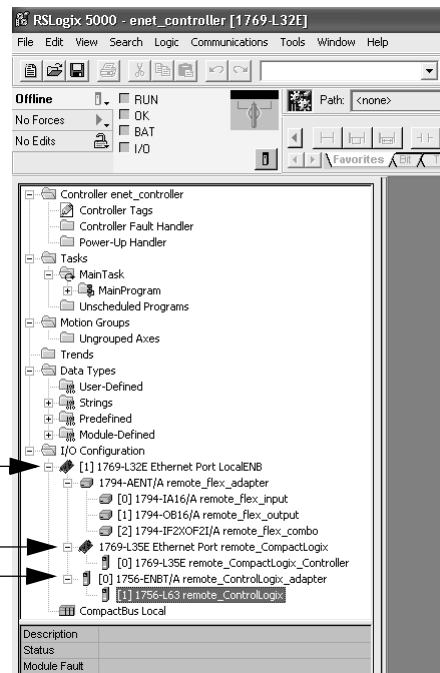 RSLogix 5000 - enet_controller [1769-L32E]
File Edit View Search Logic Communications Tools Window Help
Offline
RUN
Path: <none>
No Forces
OK
BAT
No Edits
I/O
Favorites Bit
Controller enet_controller
Controller Tags
Controller Fault Handler
Power-Up Handler
Tasks
MainTask
MainProgram
Unscheduled Programs
Motion Groups
Ungrouped Axes
Trends
Data Types
User-Defined
Strings
Predefined
Module-Defined
I/O Configuration
[1] 1769-L32E Ethernet Port LocalENB
1794-AENT/A remote_flex_adapter
[0] 1794-IA16/A remote_flex_input
[1] 1794-OB16/A remote_flex_output
[2] 1794-IF2XOF2I/A remote_flex_combo
1769-L35E Ethernet Port remote_CompactLogix
[0] 1769-L35E remote_CompactLogix_Controller
[0] 1756-ENBT/A remote_ControlLogix_adapter
[1] 1756-L63 remote_ControlLogix
CompactBus Local
Description
Status
Module Fault